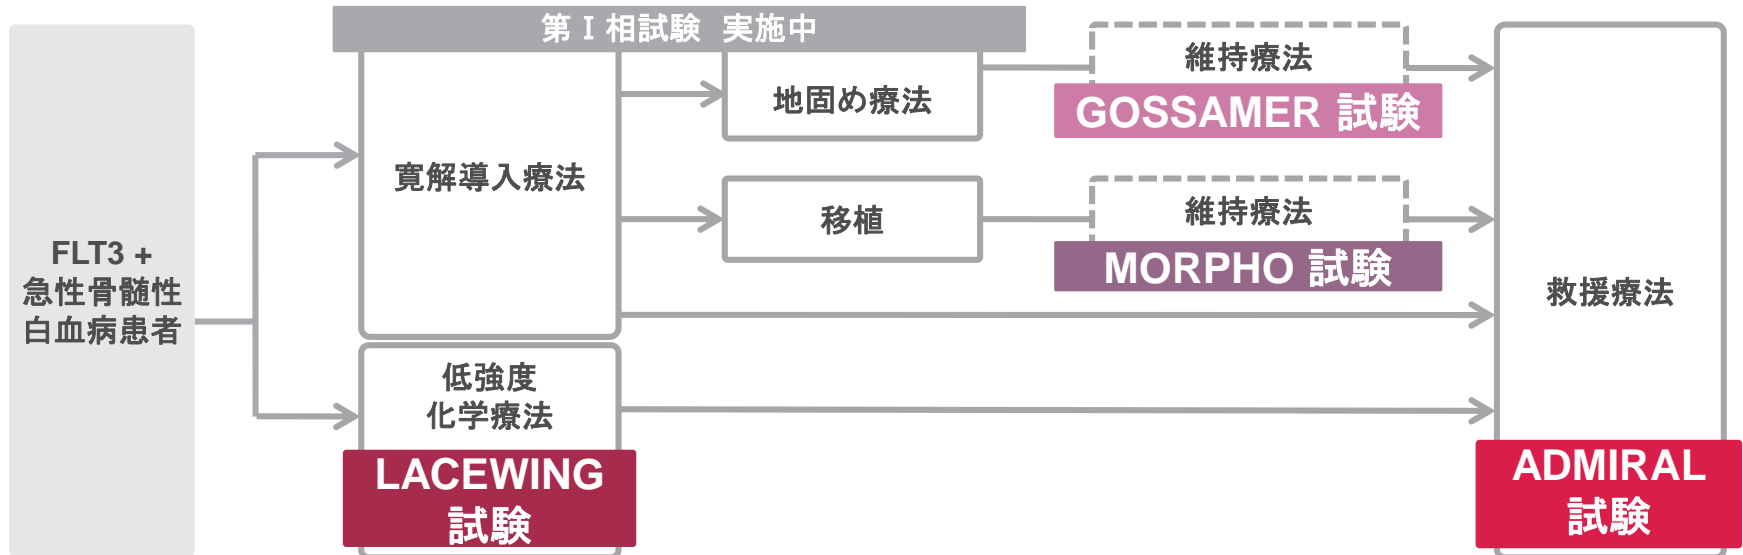 第Ⅰ相試験 実施中
FLT3 +
急性骨髄性
白血病患者
寛解導入療法
地固め療法
維持療法
GOSSAMER 試験
移植
維持療法
MORPHO 試験
低強度
化学療法
LACEWING
試験
救援療法
ADMIRAL
試験